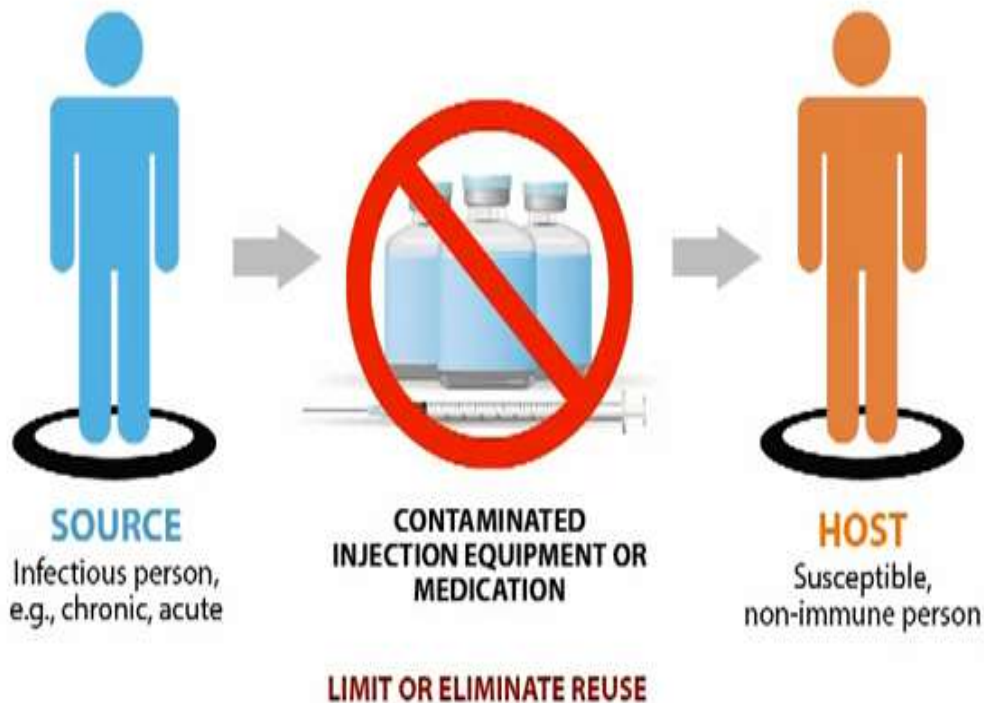 SOURCE
Infectious person,
e.g., chronic, acute
CONTAMINATED
INJECTION EQUIPMENT OR
MEDICATION
HOST
Susceptible,
non-immune person
LIMIT OR ELIMINATE REUSE